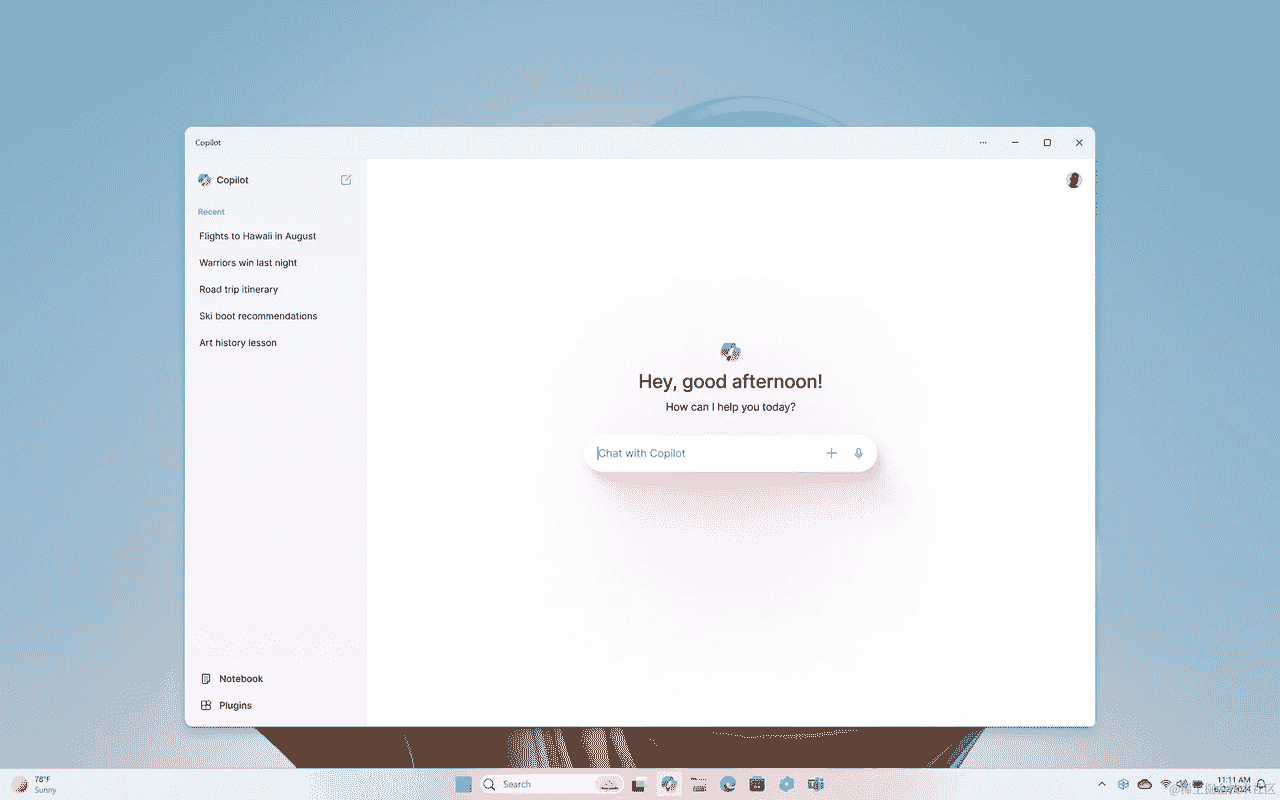 Copilot
Copilot
Recent
Flights to Hawaii in August
Warriors win last night
Road trip itinerary
Ski boot recommendations
Art history lesson
Notebook
Plugins
Hey, good afternoon!
How can I help you today?
Chat with Copilot
78°F
Sunny
Search
11:11 AM